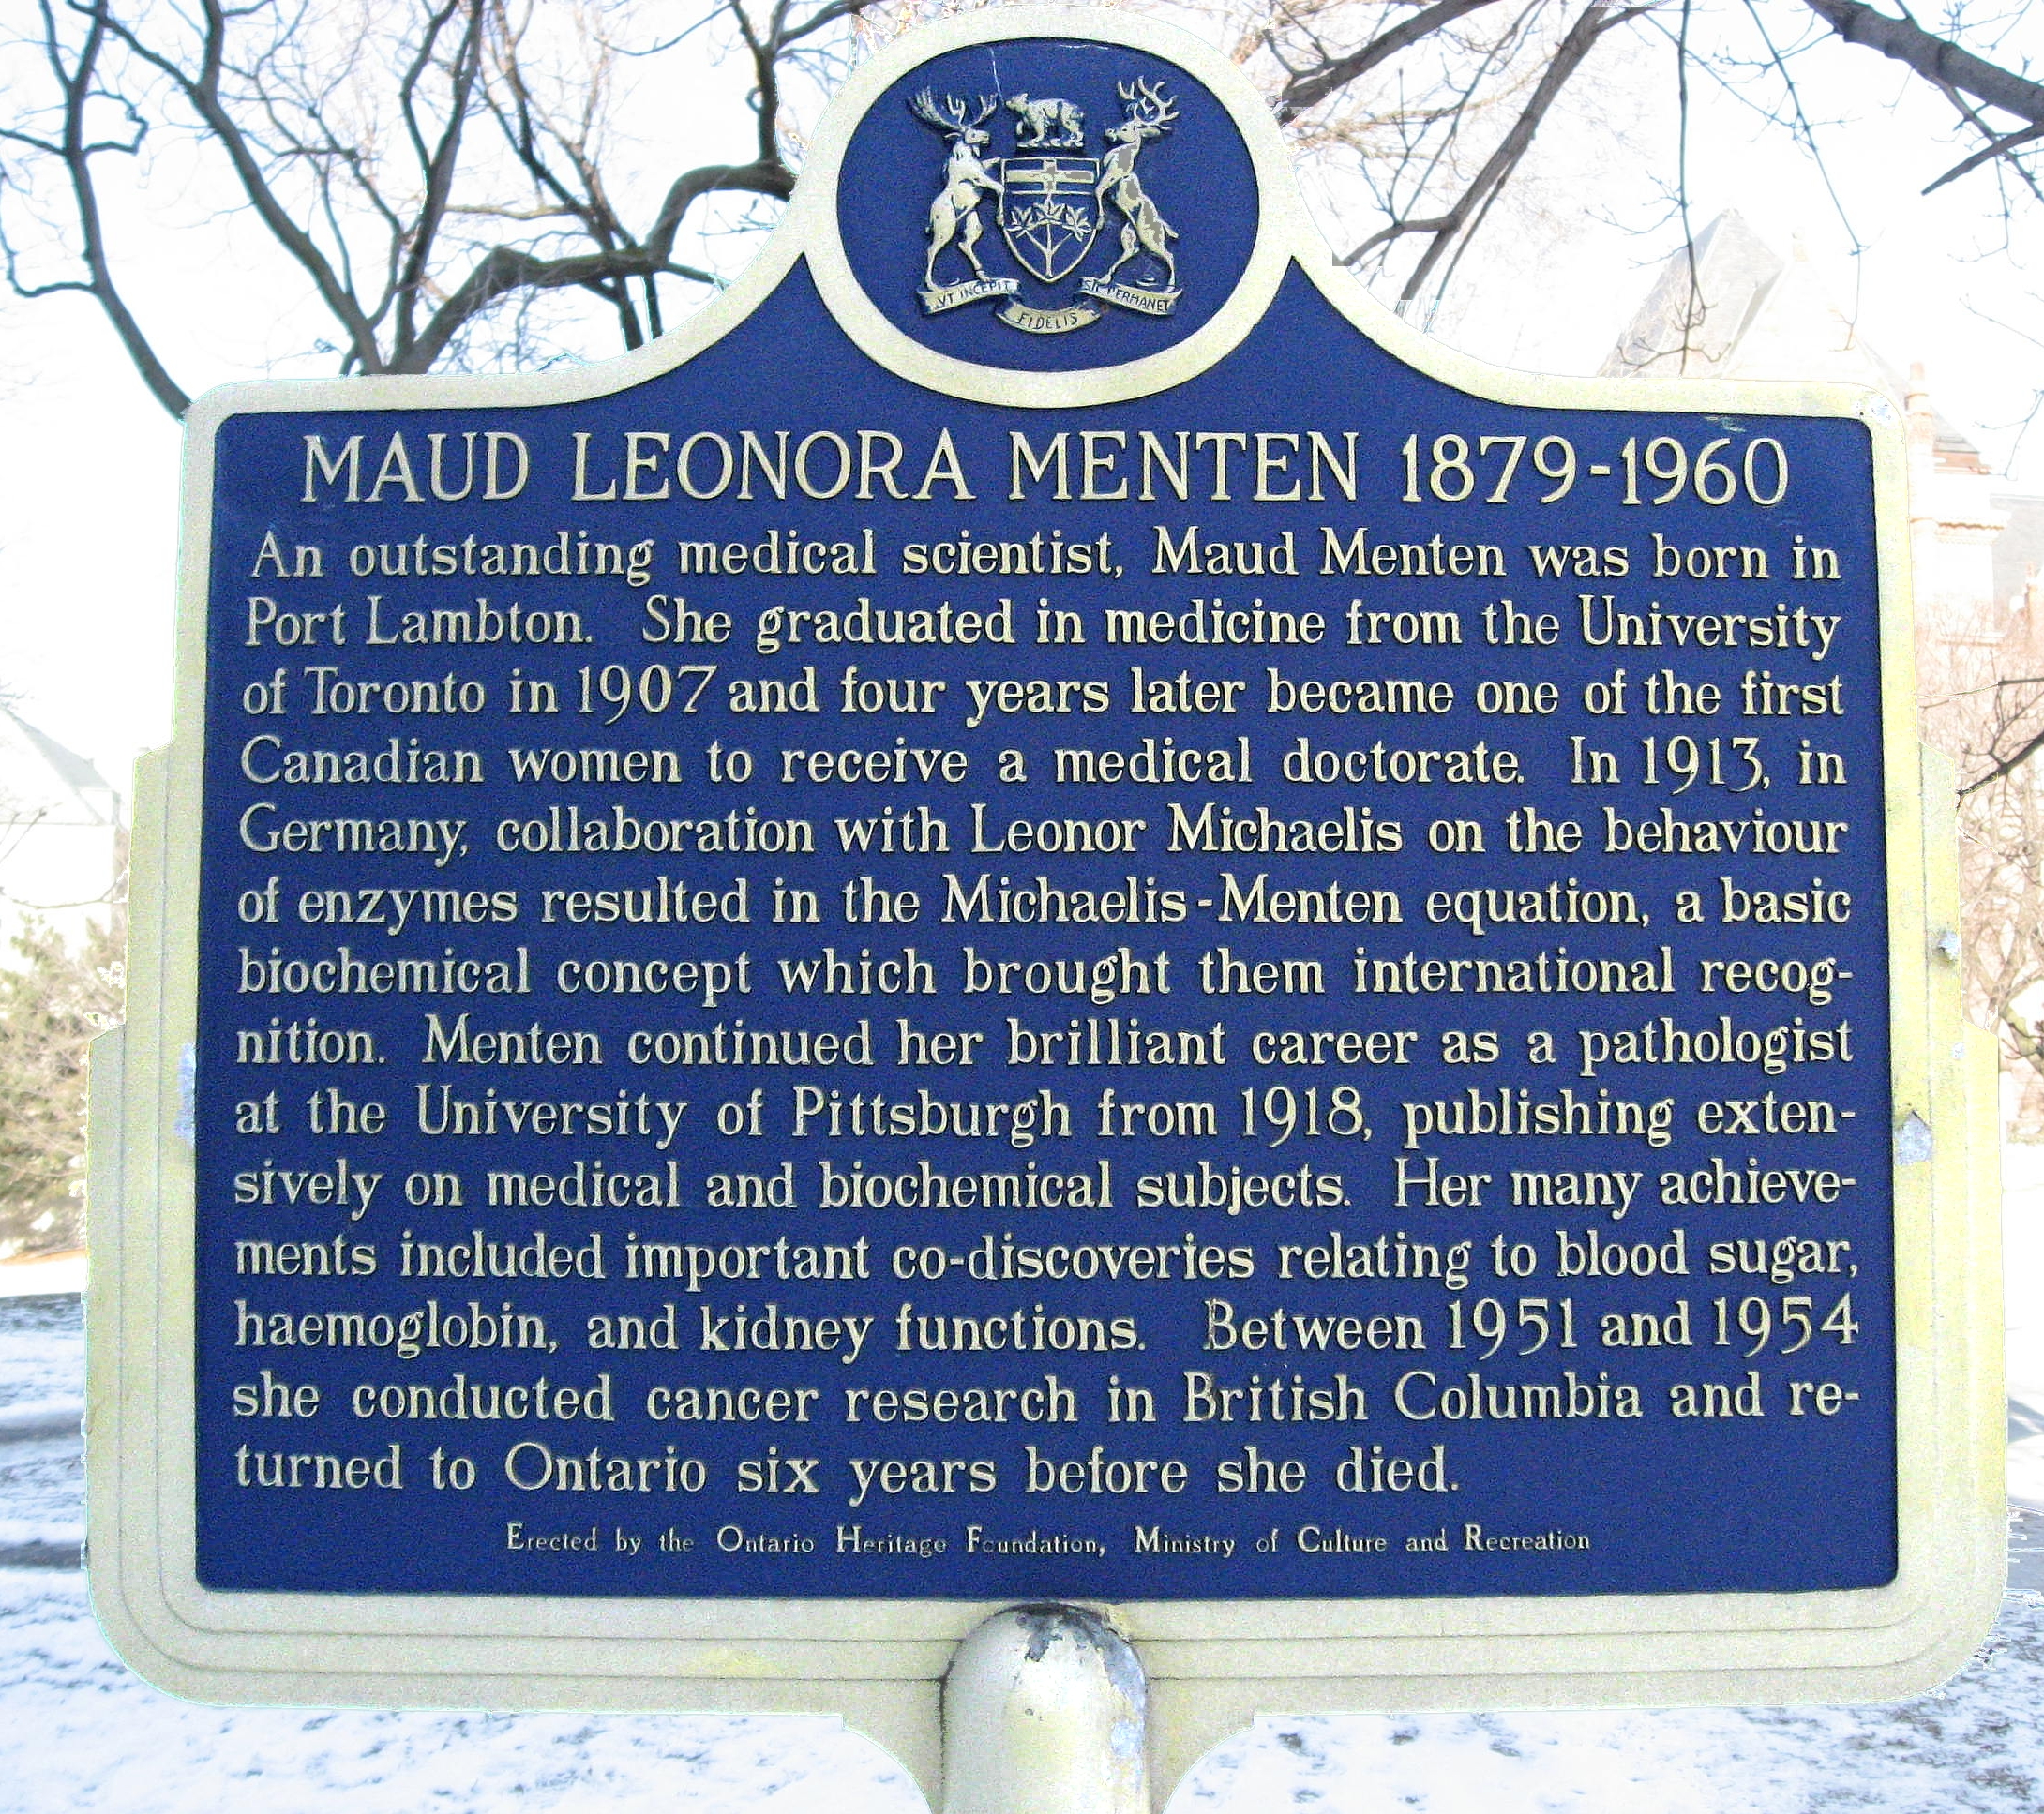 VT INCEPIT
SIC PERMANET
FIDELIS
MAUD LEONORA MENTEN 1879-1960
An outstanding medical scientist, Maud Menten was born in
Port Lambton. She graduated in medicine from the University
of Toronto in 1907 and four years later became one of the first
Canadian women to receive a medical doctorate. In 1913, in
Germany, collaboration with Leonor Michaelis on the behaviour
of enzymes resulted in the Michaelis-Menten equation, a basic
biochemical concept which brought them international recog-
nition. Menten continued her brilliant career as a pathologist
at the University of Pittsburgh from 1918, publishing exten-
sively on medical and biochemical subjects. Her many achieve-
ments included important co-discoveries relating to blood sugar,
haemoglobin, and kidney functions. Between 1951 and 1954
she conducted cancer research in British Columbia and re-
turned to Ontario six years before she died.
Erected by the Ontario Heritage Foundation, Ministry of Culture and Recreation